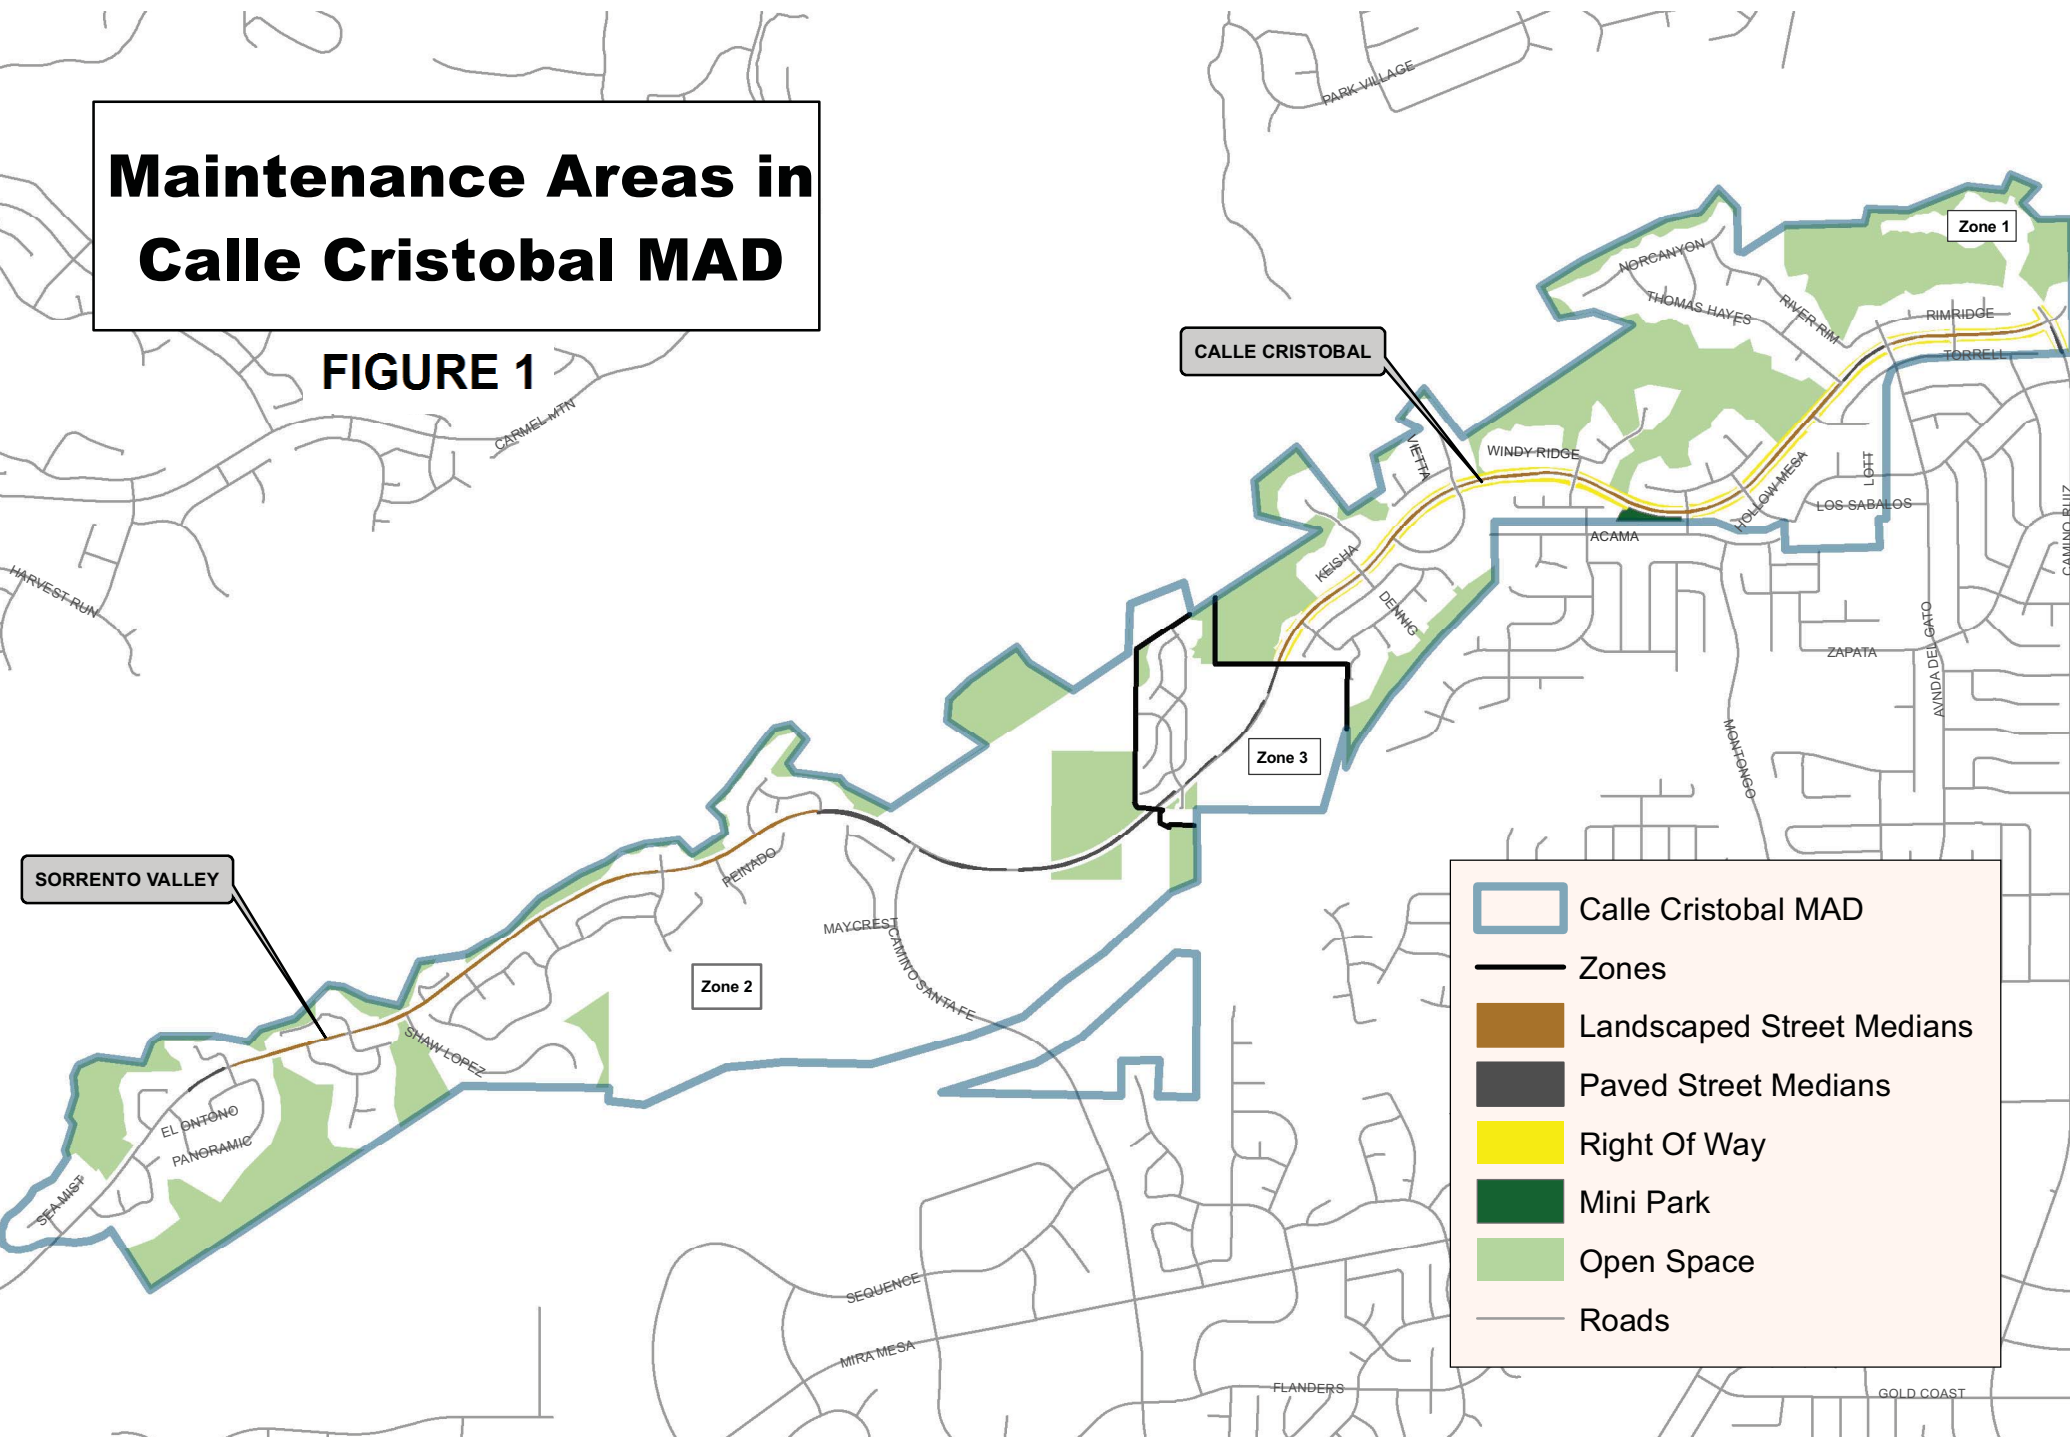 Maintenance Areas in
Calle Cristobal MAD
FIGURE 1
PARK VILLAGE
Zone 1
NORCANYON
THOMAS HAYES
RIVER RIM
RIMRIDGE
TORRELL
CALLE CRISTOBAL
CARMEL MTN
VIETTA
WINDY RIDGE
HOLLOW MESA
LOTT
LOS SABALOS
ACAMA
CAMINO RUIZ
KEISHA
DENNIG
HARVEST RUN
ZAPATA
AVNDA DEL GATO
MONTONGO
Zone 3
PEINADO
SORRENTO VALLEY
MAYCREST
CAMINO SANTA FE
Zone 2
SHAW LOPEZ
EL ONTONO
PANORAMIC
SEA MIST
SEQUENCE
MIRA MESA
FLANDERS
GOLD COAST
Calle Cristobal MAD
Zones
Landscaped Street Medians
Paved Street Medians
Right Of Way
Mini Park
Open Space
Roads